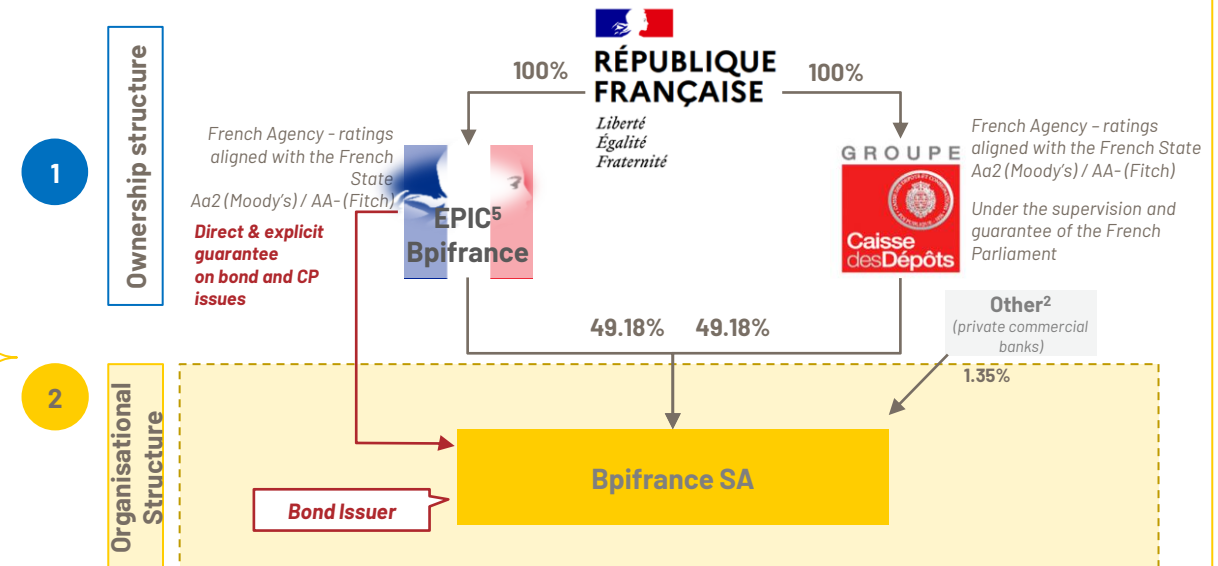 RÉPUBLIQUE
FRANÇAISE
Liberté
Égalité
Fraternité
100%
100%
1
Ownership structure
French Agency - ratings
aligned with the French
State
Aa2 (Moody's) / AA- (Fitch)
Direct & explicit
guarantee
on bond and CP
issues
EPIC⁵
Bpifrance
GROUPE
Caisse
desDépôts
French Agency – ratings
aligned with the French State
Aa2 (Moody's) / AA- (Fitch)
Under the supervision and
guarantee of the French
Parliament
49.18%
49.18%
Other²
(private commercial
banks)
1.35%
2
Organisational
Structure
Bpifrance SA
Bond Issuer